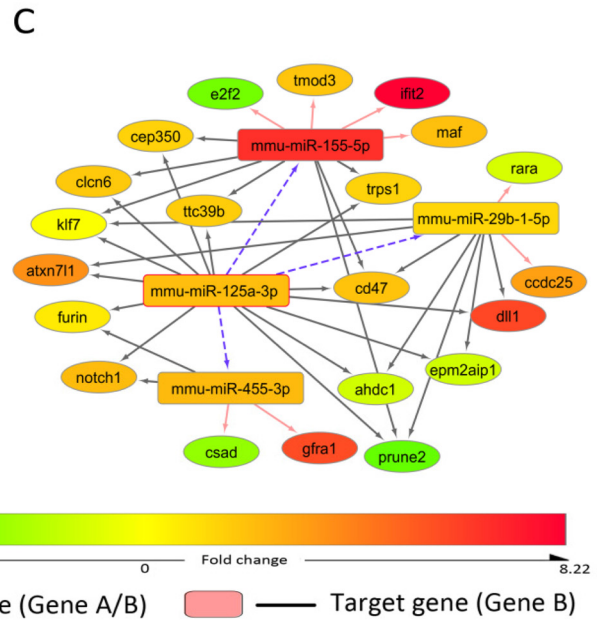 C
tmod3
e2f2
ifit2
cep350
mmu-miR-155-5p
maf
rara
clcn6
ttc39b
trps1
klf7
mmu-miR-29b-1-5p
atxn7l1
mmu-miR-125a-3p
cd47
ccdc25
furin
dll1
notch1
mmu-miR-455-3p
ahdc1
epm2aip1
csad
gfra1
prune2
0
Fold change
8.22
e (Gene A/B)
Target gene (Gene B)